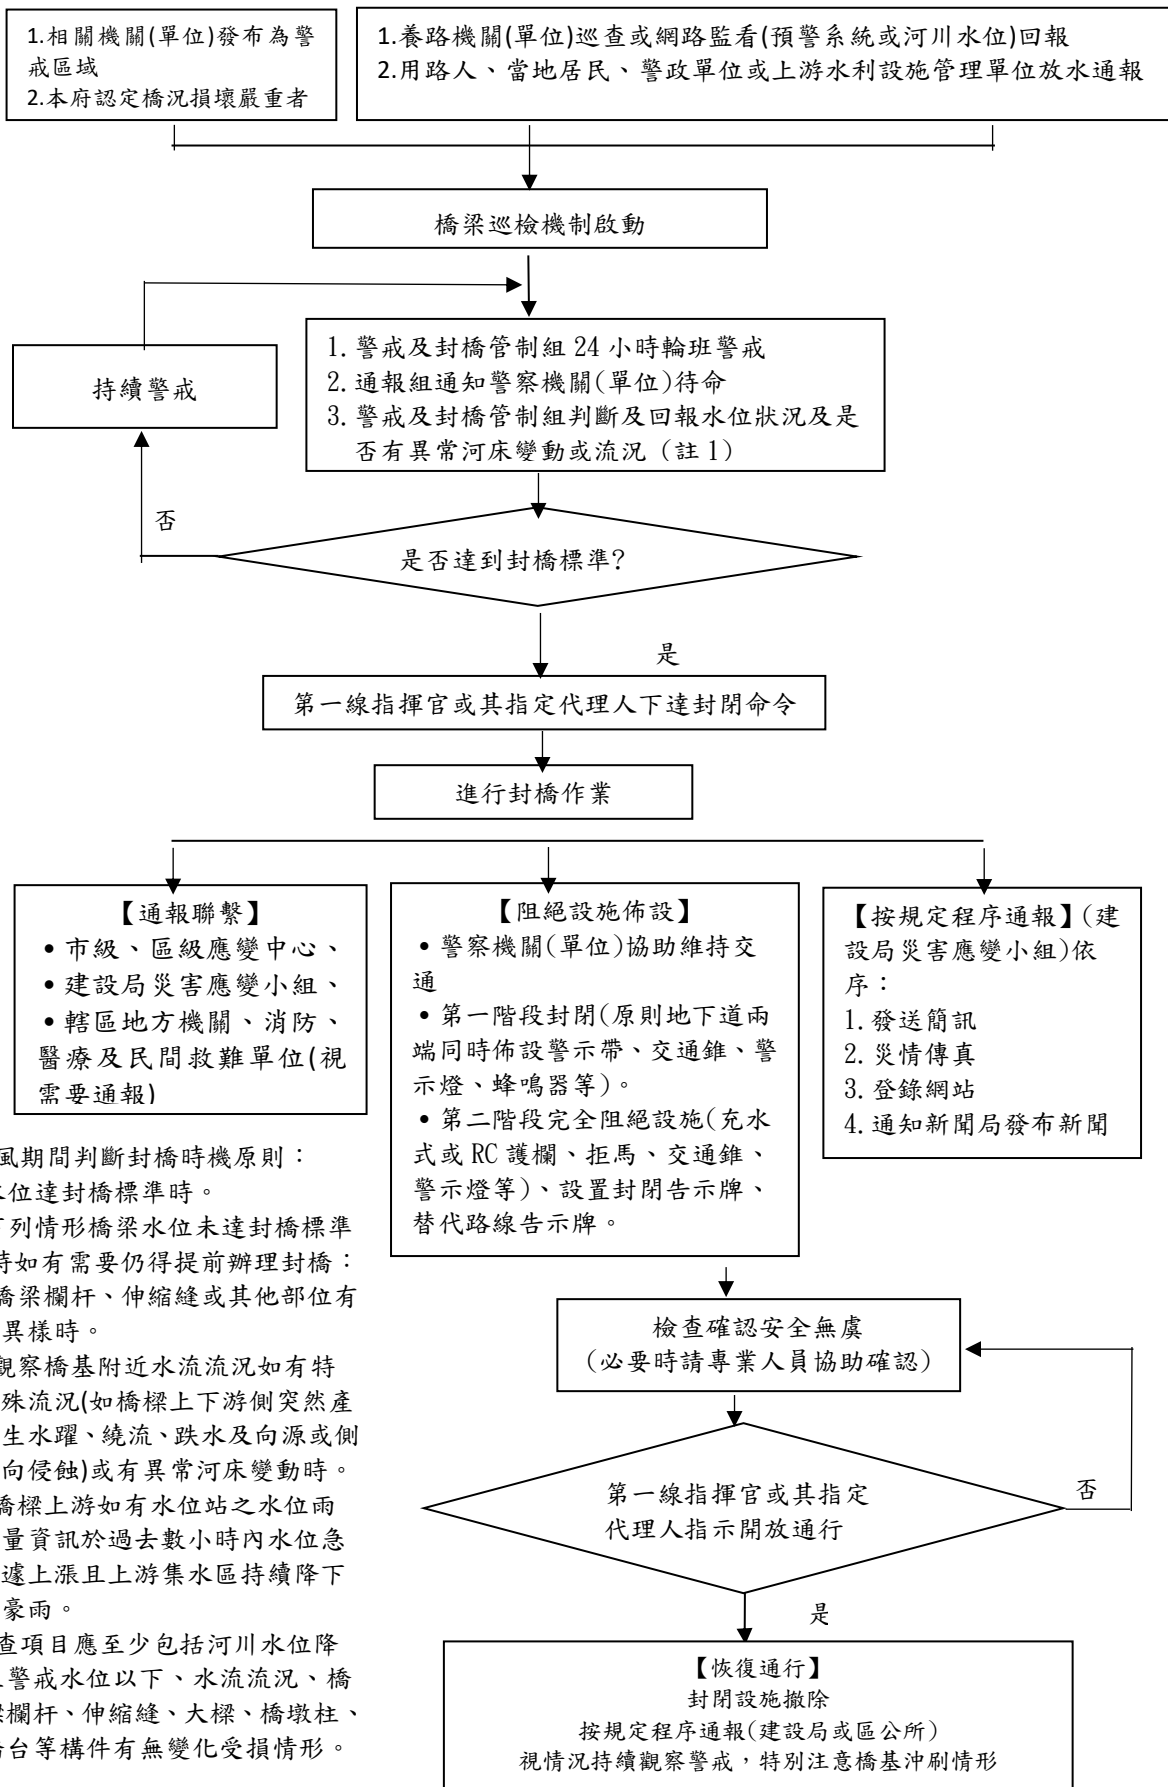 1.相關機關(單位)發布為警
戒區域
2.本府認定橋況損壞嚴重者
1.養路機關(單位)巡查或網路監看(預警系統或河川水位)回報
2.用路人、當地居民、警政單位或上游水利設施管理單位放水通報
橋梁巡檢機制啟動
持續警戒
1.警戒及封橋管制組 24 小時輪班警戒
2.通報組通知警察機關(單位)待命
3.警戒及封橋管制組判斷及回報水位狀況及是
否有異常河床變動或流況（註 1）
否
是否達到封橋標準?
是
第一線指揮官或其指定代理人下達封閉命令
進行封橋作業
【通報聯繫】
•市級、區級應變中心、
•建設局災害應變小組、
•轄區地方機關、消防、
醫療及民間救難單位(視
需要通報)
【阻絕設施佈設】
•警察機關(單位)協助維持交
通
•第一階段封閉(原則地下道兩
端同時佈設警示帶、交通錐、警
示燈、蜂鳴器等)。
•第二階段完全阻絕設施(充水
式或 RC 護欄、拒馬、交通錐、
警示燈等)、設置封閉告示牌、
替代路線告示牌。
【按規定程序通報】(建
設局災害應變小組)依
序：
1.發送簡訊
2.災情傳真
3.登錄網站
4.通知新聞局發布新聞
風期間判斷封橋時機原則：
水位達封橋標準時。
下列情形橋梁水位未達封橋標準
時如有需要仍得提前辦理封橋：
橋梁欄杆、伸縮縫或其他部位有
異樣時。
觀察橋基附近水流流況如有特
殊流況(如橋樑上下游側突然產
生水躍、繞流、跌水及向源或側
向侵蝕)或有異常河床變動時。
橋樑上游如有水位站之水位雨
量資訊於過去數小時內水位急
遽上漲且上游集水區持續降下
豪雨。
查項目應至少包括河川水位降
警戒水位以下、水流流況、橋
樑欄杆、伸縮縫、大樑、橋墩柱、
橋台等構件有無變化受損情形。
檢查確認安全無虞
(必要時請專業人員協助確認)
第一線指揮官或其指定
代理人指示開放通行
否
是
【恢復通行】
封閉設施撤除
按規定程序通報(建設局或區公所)
視情況持續觀察警戒，特別注意橋基沖刷情形